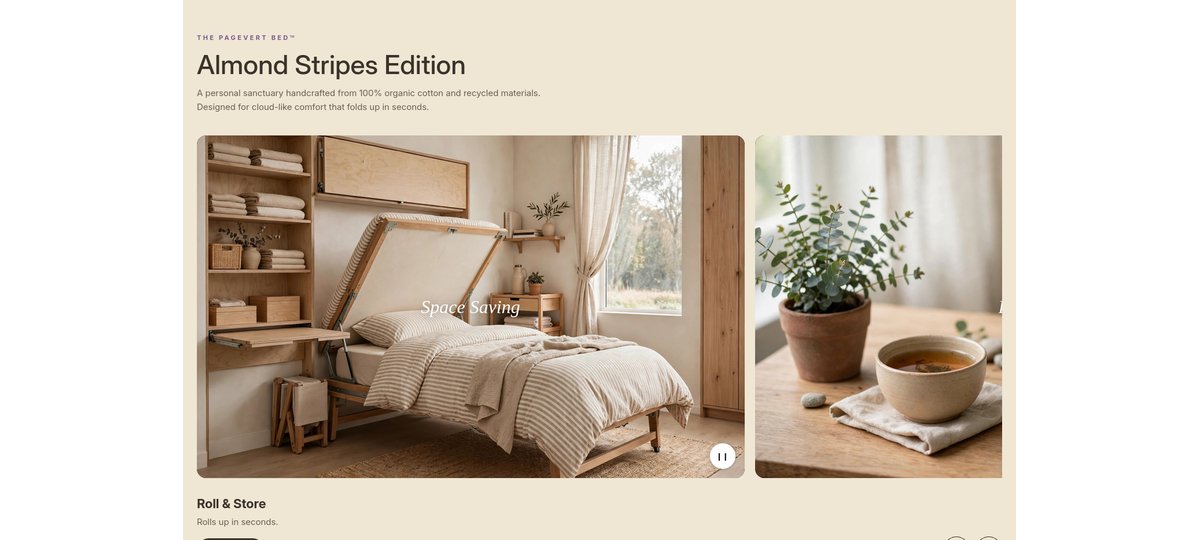 THE PAGEVERT BED™
Almond Stripes Edition
A personal sanctuary handcrafted from 100% organic cotton and recycled materials.
Designed for cloud-like comfort that folds up in seconds.
Space Saving
Roll & Store
Rolls up in seconds.